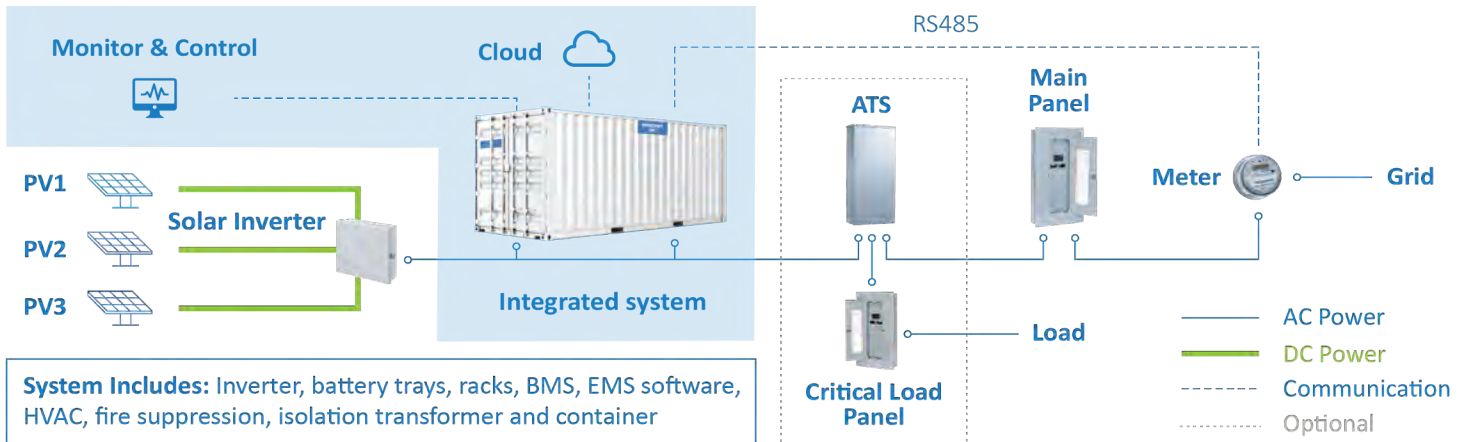 RS485
Monitor & Control
Cloud
ATS
Main
Panel
PV1
Solar Inverter
PV2
PV3
Integrated system
Meter
Grid
Load
Critical Load
Panel
System Includes: Inverter, battery trays, racks, BMS, EMS software,
HVAC, fire suppression, isolation transformer and container
AC Power
DC Power
Communication
Optional